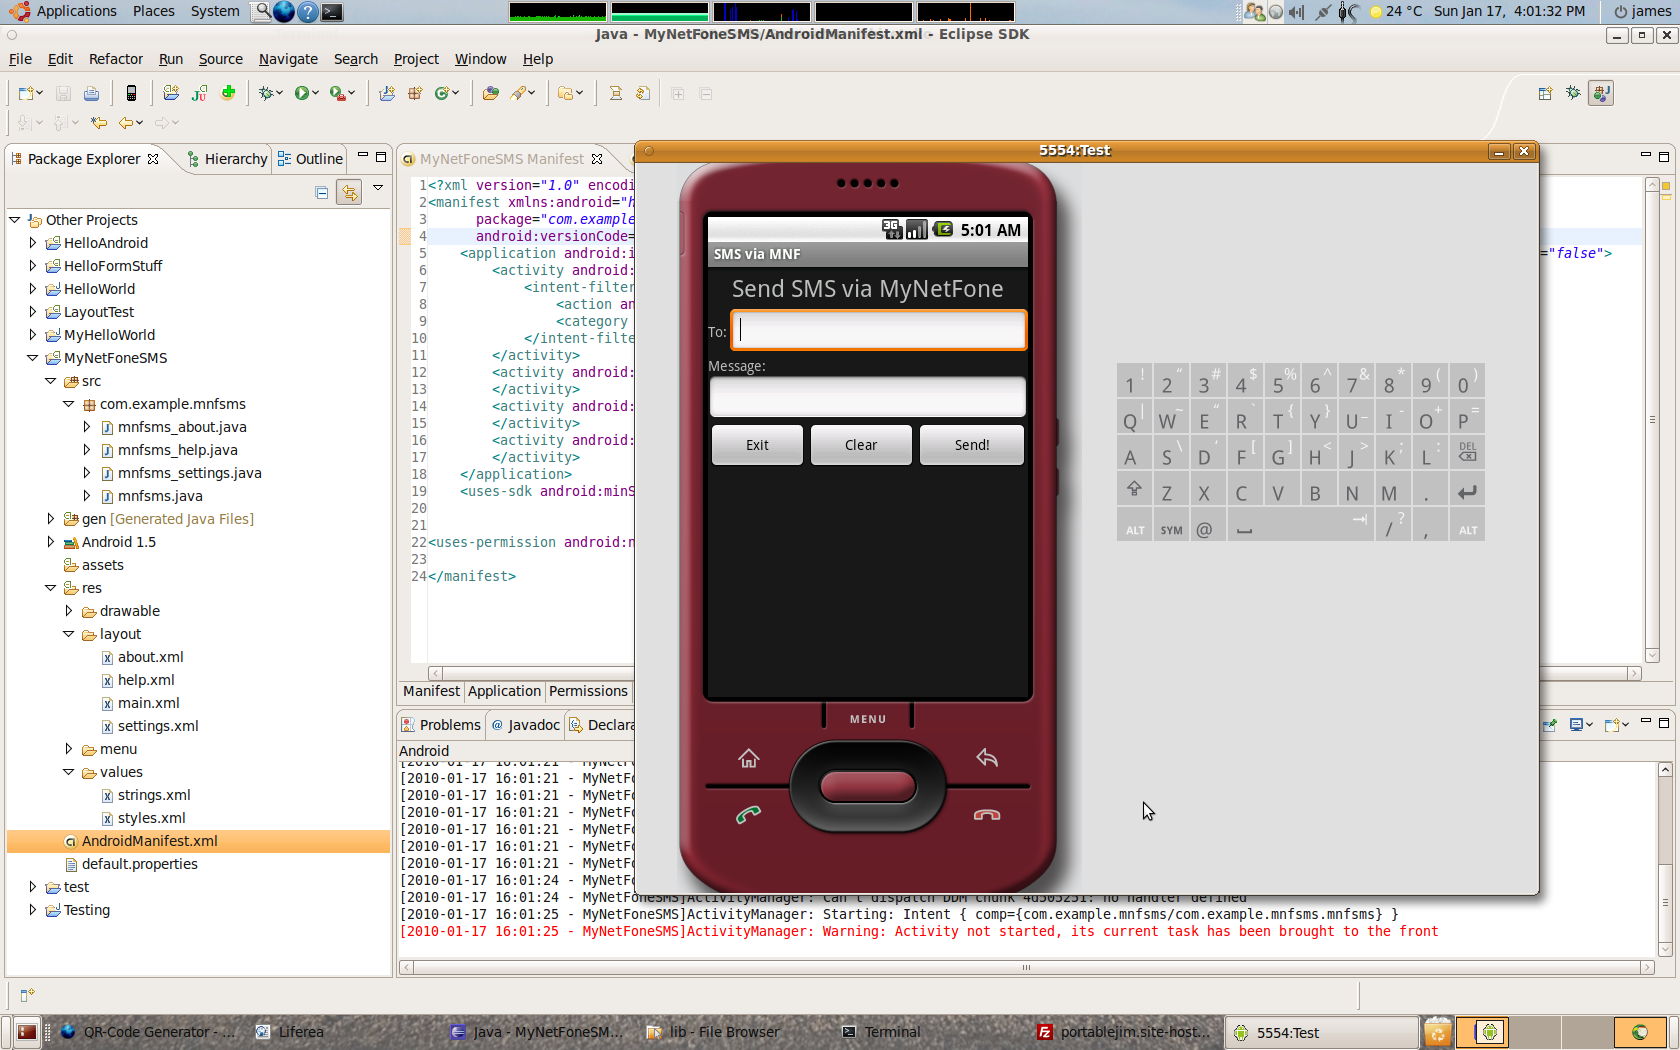 Applications Places System
24 °C Sun Jan 17, 4:01:32 PM james
Java - MyNetFoneSMS/AndroidManifest.xml - Eclipse SDK
File Edit Refactor Run Source Navigate Search Project Window Help
Package Explorer Hierarchy Outline
Other Projects
HelloAndroid
HelloFormStuff
HelloWorld
LayoutTest
MyHelloWorld
MyNetFoneSMS
src
com.example.mnfsms
mnfsms_about.java
mnfsms_help.java
mnfsms_settings.java
mnfsms.java
gen [Generated Java Files]
Android 1.5
assets
res
drawable
layout
about.xml
help.xml
main.xml
settings.xml
menu
values
strings.xml
styles.xml
AndroidManifest.xml
default.properties
test
Testing
MyNetFoneSMS Manifest
1 <?xml version="1.0" encodi
2 <manifest xmlns:android="h
3 package="com.example
4 android:versionCode=
5 <application android:i ="false">
6 <activity android:
7 <intent-filter
8 <action an
9 <category
10 </intent-filte
11 </activity>
12 <activity android:
13 </activity>
14 <activity android:
15 </activity>
16 <activity android:
17 </activity>
18 </application>
19 <uses-sdk android:minS
20
21
22 <uses-permission android:n
23
24 </manifest>
Manifest Application Permissions
Problems @ Javadoc Declara
Android
[2010-01-17 16:01:21 - MyNetFo
[2010-01-17 16:01:21 - MyNetFo
[2010-01-17 16:01:21 - MyNetFo
[2010-01-17 16:01:21 - MyNetFo
[2010-01-17 16:01:21 - MyNetFo
[2010-01-17 16:01:21 - MyNetFo
[2010-01-17 16:01:24 - MyNetFo
[2010-01-17 16:01:24 - MyNetFoneSMS]ActivityManager: Can't dispatch DDM chunk 4d505251: no handler defined
[2010-01-17 16:01:25 - MyNetFoneSMS]ActivityManager: Starting: Intent { comp={com.example.mnfsms/com.example.mnfsms.mnfsms} }
[2010-01-17 16:01:25 - MyNetFoneSMS]ActivityManager: Warning: Activity not started, its current task has been brought to the front
5554:Test
3G 5:01 AM
SMS via MNF
Send SMS via MyNetFone
To:
Message:
Exit Clear Send!
MENU
1 ! 2 " 3 # 4 $ 5 % 6 ^ 7 & 8 * 9 ( 0 )
Q | W ~ E " R ` T { Y } U _ I - O + P =
A S \ D ' F [ G ] H < J > K ; L : DEL
Z X C V B N M .
ALT SYM @ / ? , ALT
QR-Code Generator - ... Liferea Java - MyNetFoneSM... lib - File Browser Terminal portablejim.site-host... 5554:Test